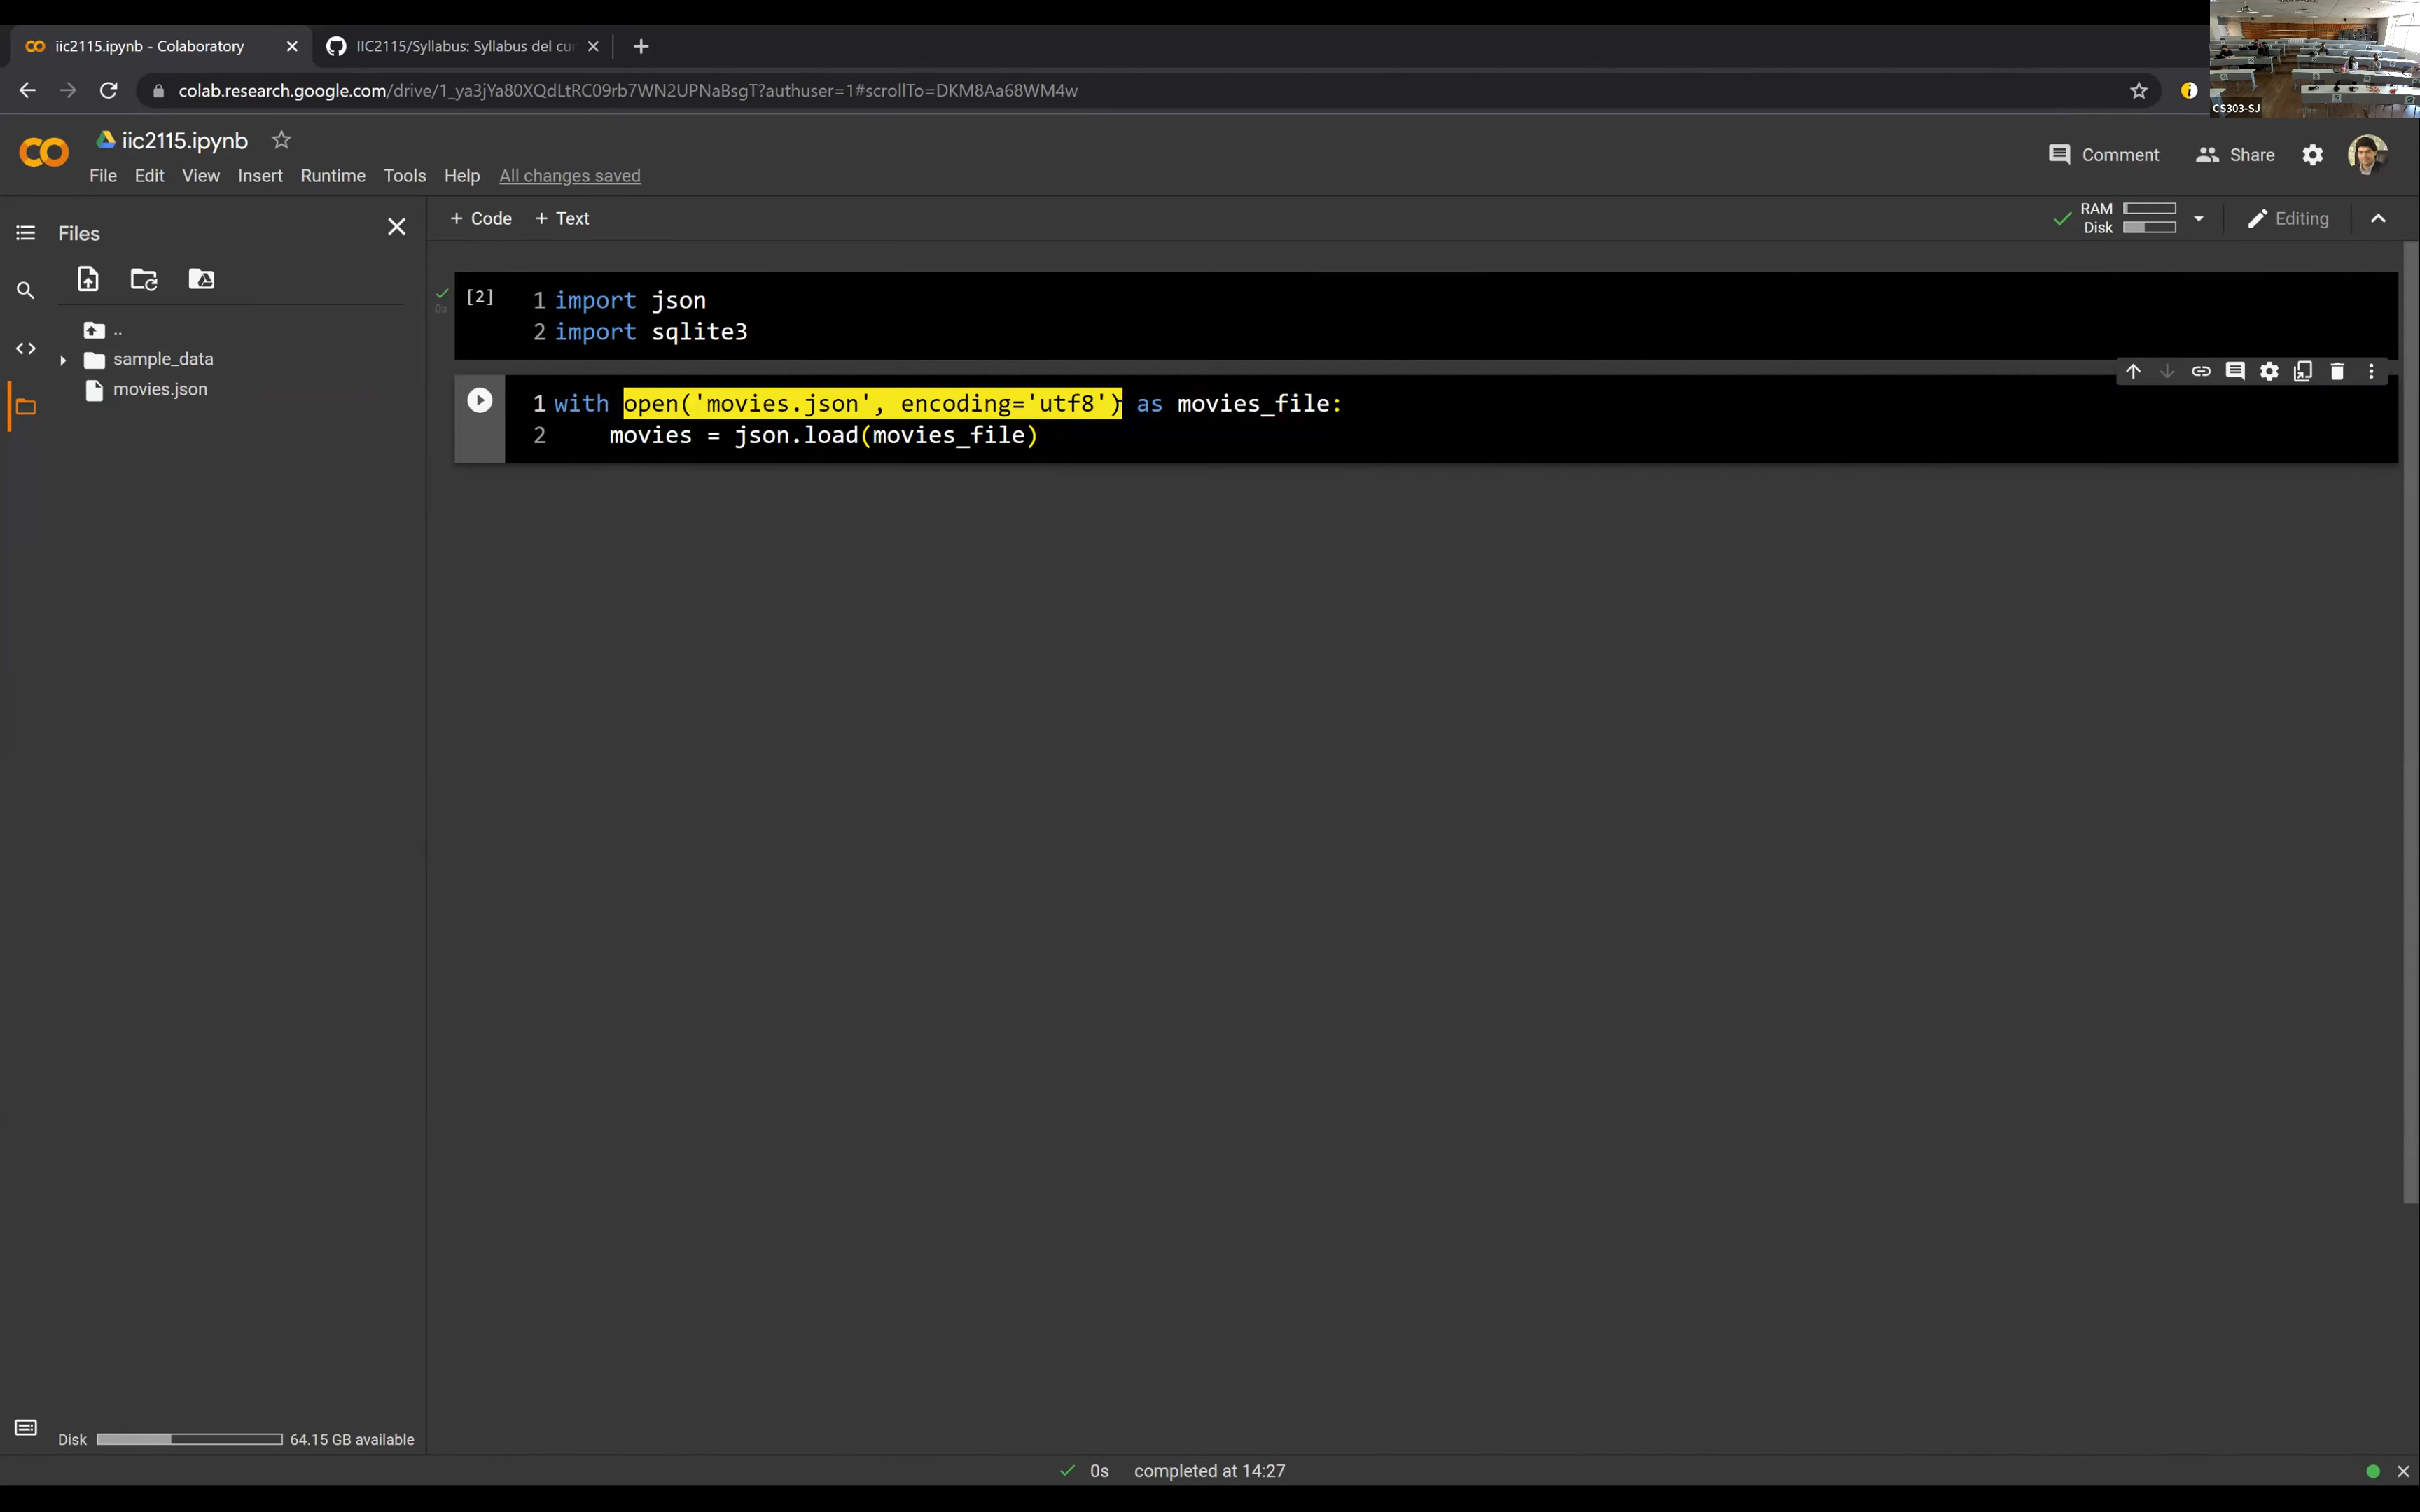 iic2115.ipynb - Colaboratory
IIC2115/Syllabus: Syllabus del cur
colab.research.google.com/drive/1_ya3jYa80XQdLtRC09rb7WN2UPNaBsgT?authuser=1#scrollTo=DKM8Aa68WM4w
CS303-SJ
iic2115.ipynb
Comment
Share
File Edit View Insert Runtime Tools Help All changes saved
Files
+ Code + Text
RAM
Disk
Editing
..
sample_data
movies.json
[2]
0s
1 import json
2 import sqlite3
1 with open('movies.json', encoding='utf8') as movies_file:
2 movies = json.load(movies_file)
Disk 64.15 GB available
0s completed at 14:27